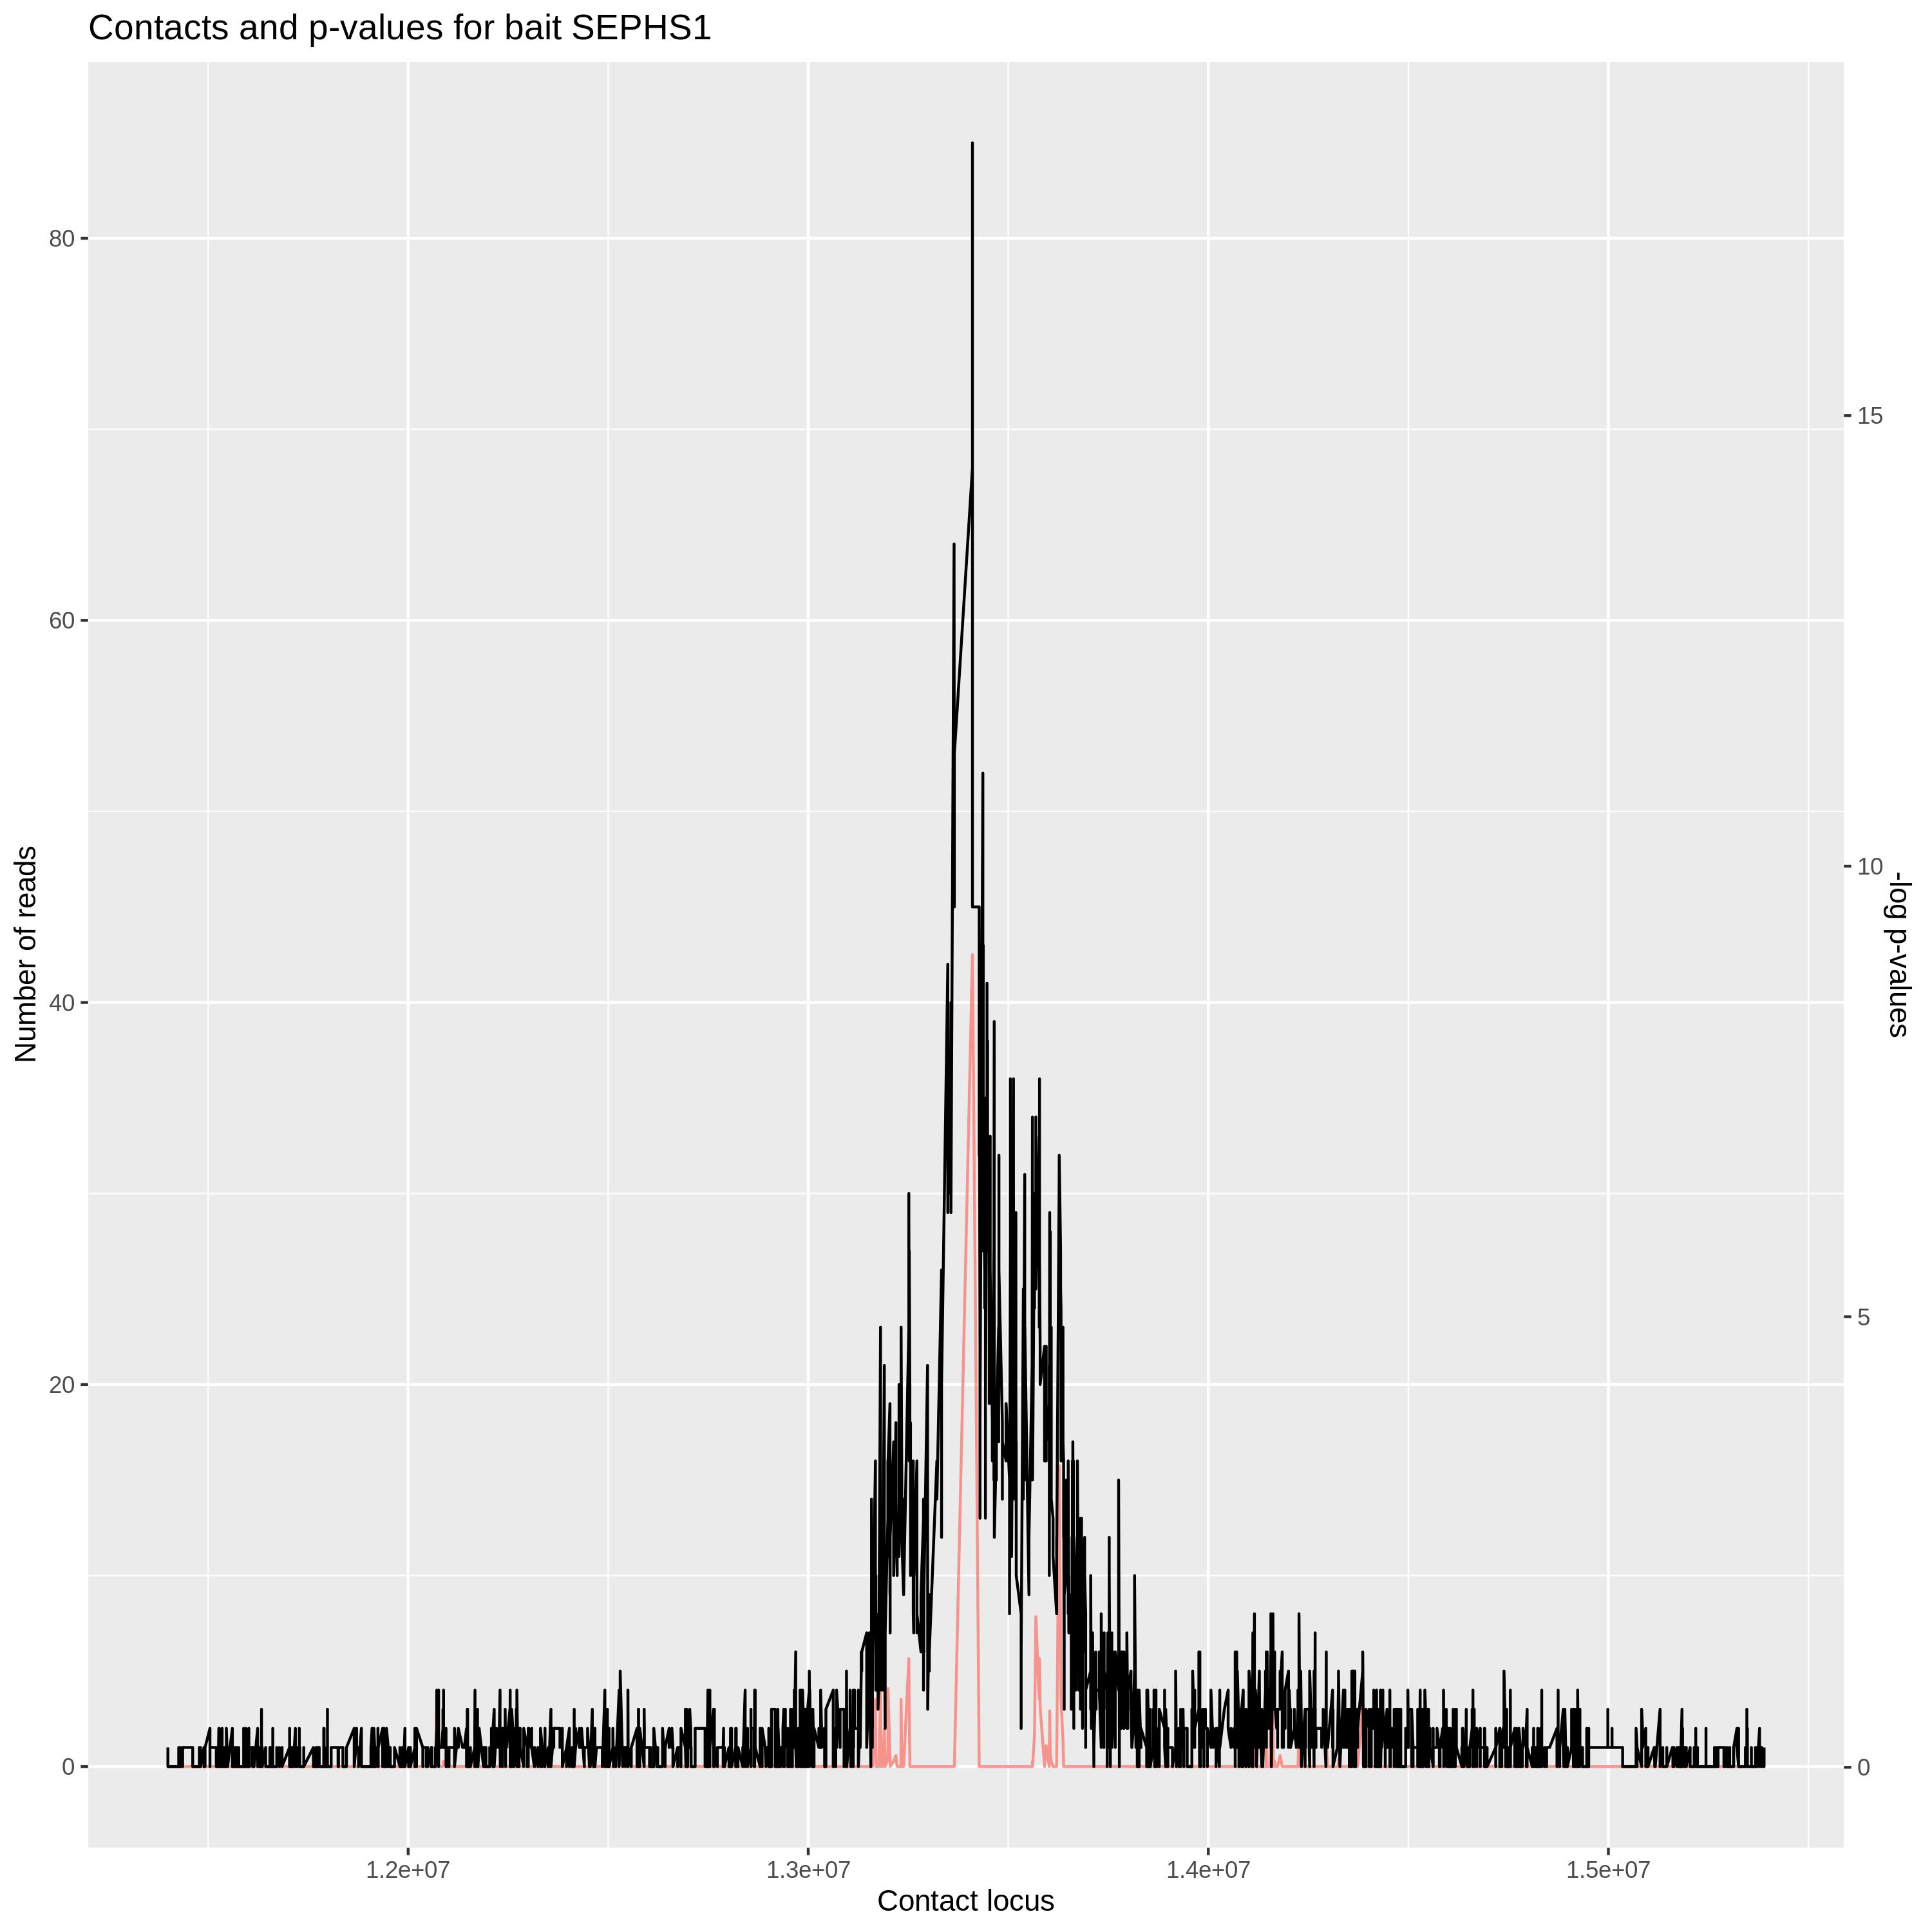 Contacts and p-values for bait SEPHS1
80
60
40
20
0
Number of reads
15
10
5
0
-log p-values
1.2e+07
1.3e+07
1.4e+07
1.5e+07
Contact locus